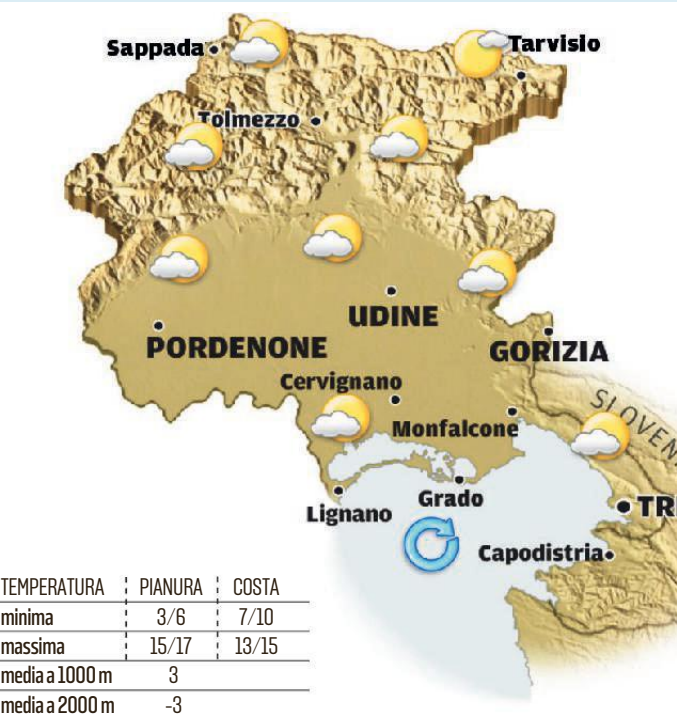 Sappada
Tarvisio
Tolmezzo
UDINE
PORDENONE
GORIZIA
Cervignano
SLOVEN
Monfalcone
Grado
Lignano
TR
Capodistria
TEMPERATURA PIANURA COSTA
minima 3/6 7/10
massima 15/17 13/15
media a 1000 m 3
media a 2000 m -3